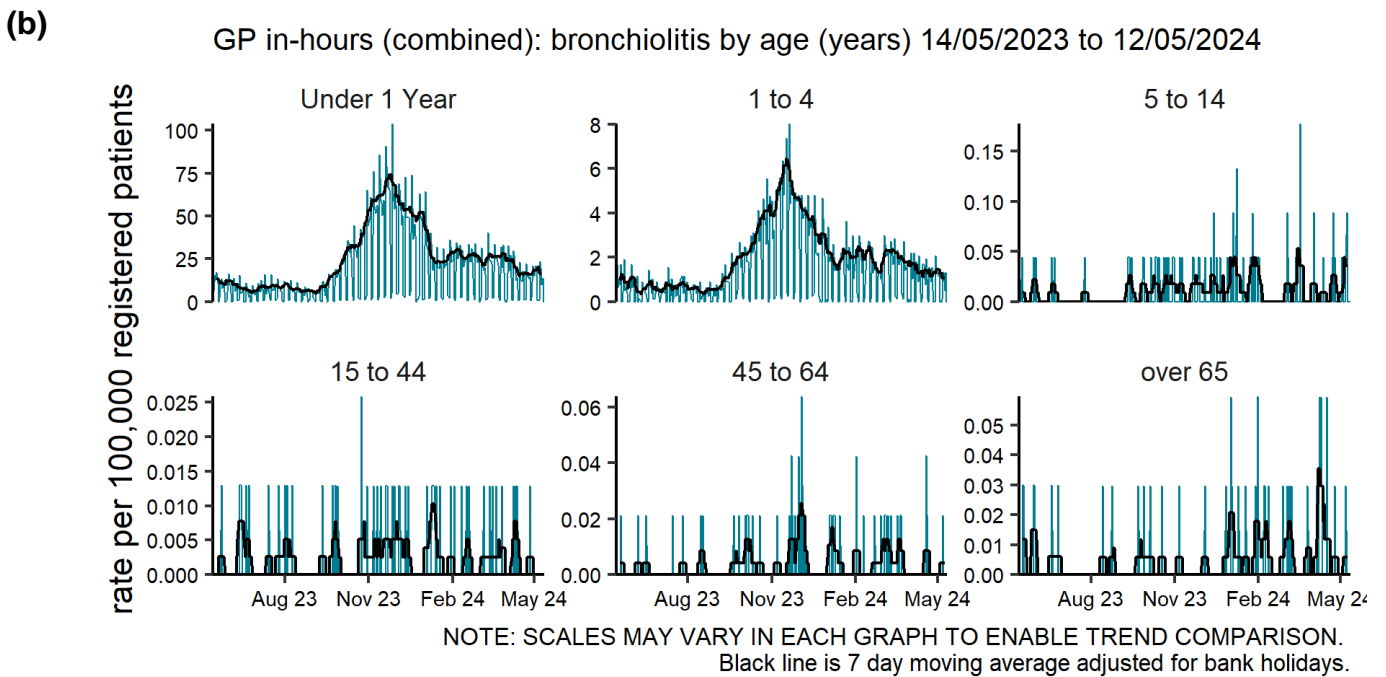 (b)
GP in-hours (combined): bronchiolitis by age (years) 14/05/2023 to 12/05/2024
rate per 100,000 registered patients
Under 1 Year
100
75
50
25
0
1 to 4
8
6
4
2
0
5 to 14
0.15
0.10
0.05
0.00
15 to 44
0.025
0.020
0.015
0.010
0.005
0.000
Aug 23 Nov 23 Feb 24 May 24
45 to 64
0.06
0.04
0.02
0.00
Aug 23 Nov 23 Feb 24 May 24
over 65
0.05
0.04
0.03
0.02
0.01
0.00
Aug 23 Nov 23 Feb 24 May 24
NOTE: SCALES MAY VARY IN EACH GRAPH TO ENABLE TREND COMPARISON.
Black line is 7 day moving average adjusted for bank holidays.